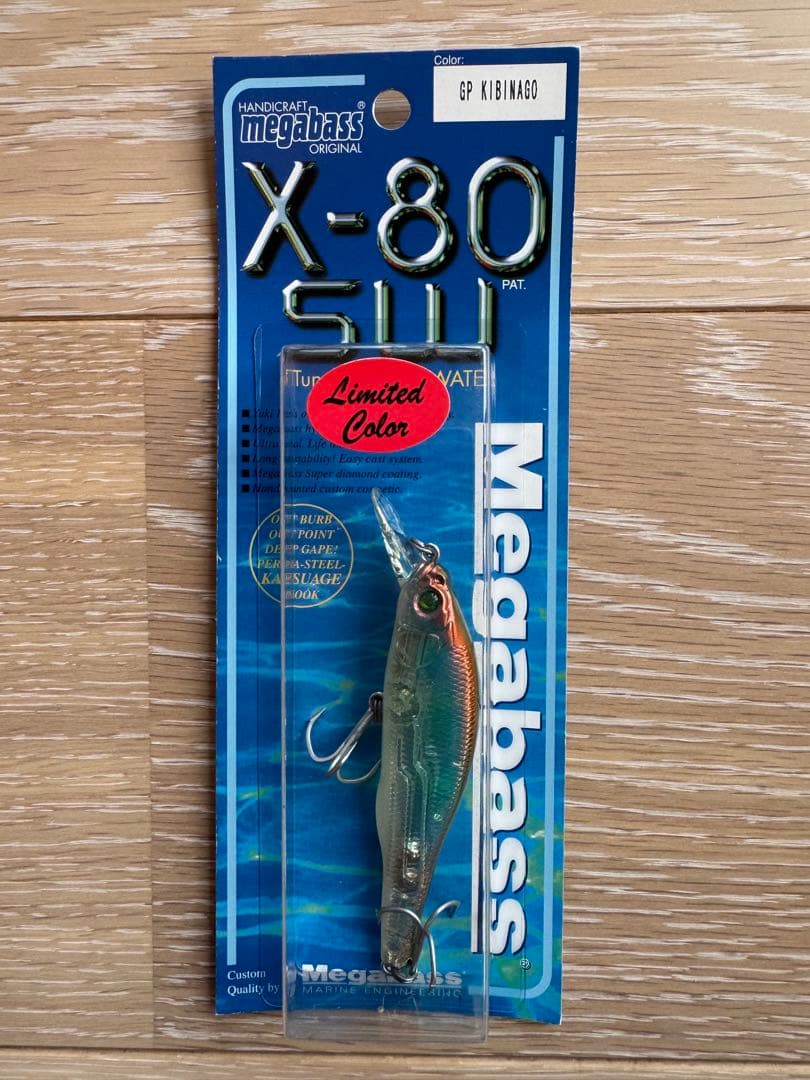 Color:
GP KIBINAGO
HANDICRAFT
megabass®
ORIGINAL
X-80
PAT.
Limited
Color
Long castability! Easy cast system.
Megabass Super diamond coating.
Hand painted custom cosmetic.
OUT BURB
OUT POINT
DEEP GAPE!
PERMA-STEEL-
KATSUAGE
HOOK
Megabass®
Custom
Quality by
Megabass®
MARINE ENGINEERING